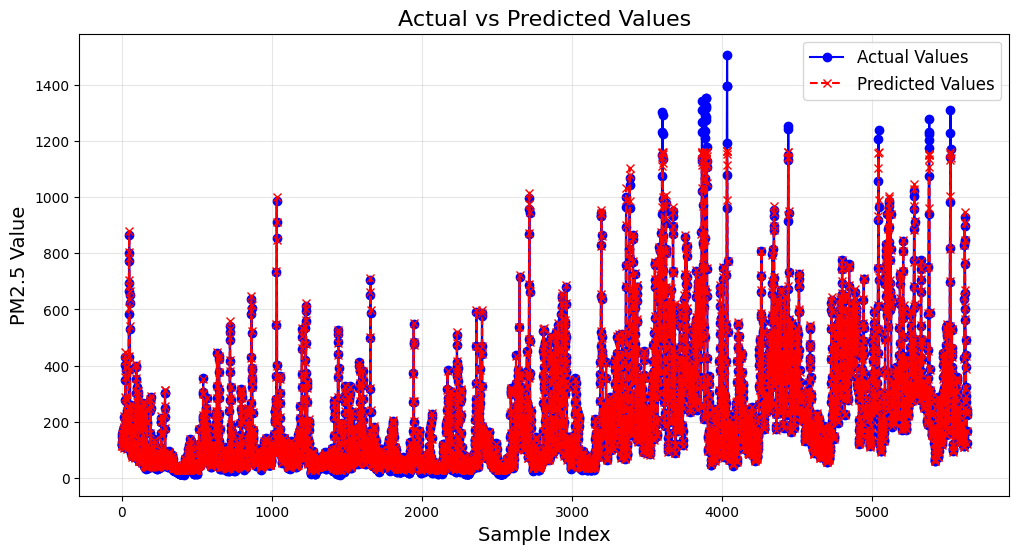 Actual vs Predicted Values
Actual Values
Predicted Values
PM2.5 Value
1400
1200
1000
800
600
400
200
0
0 1000 2000 3000 4000 5000
Sample Index